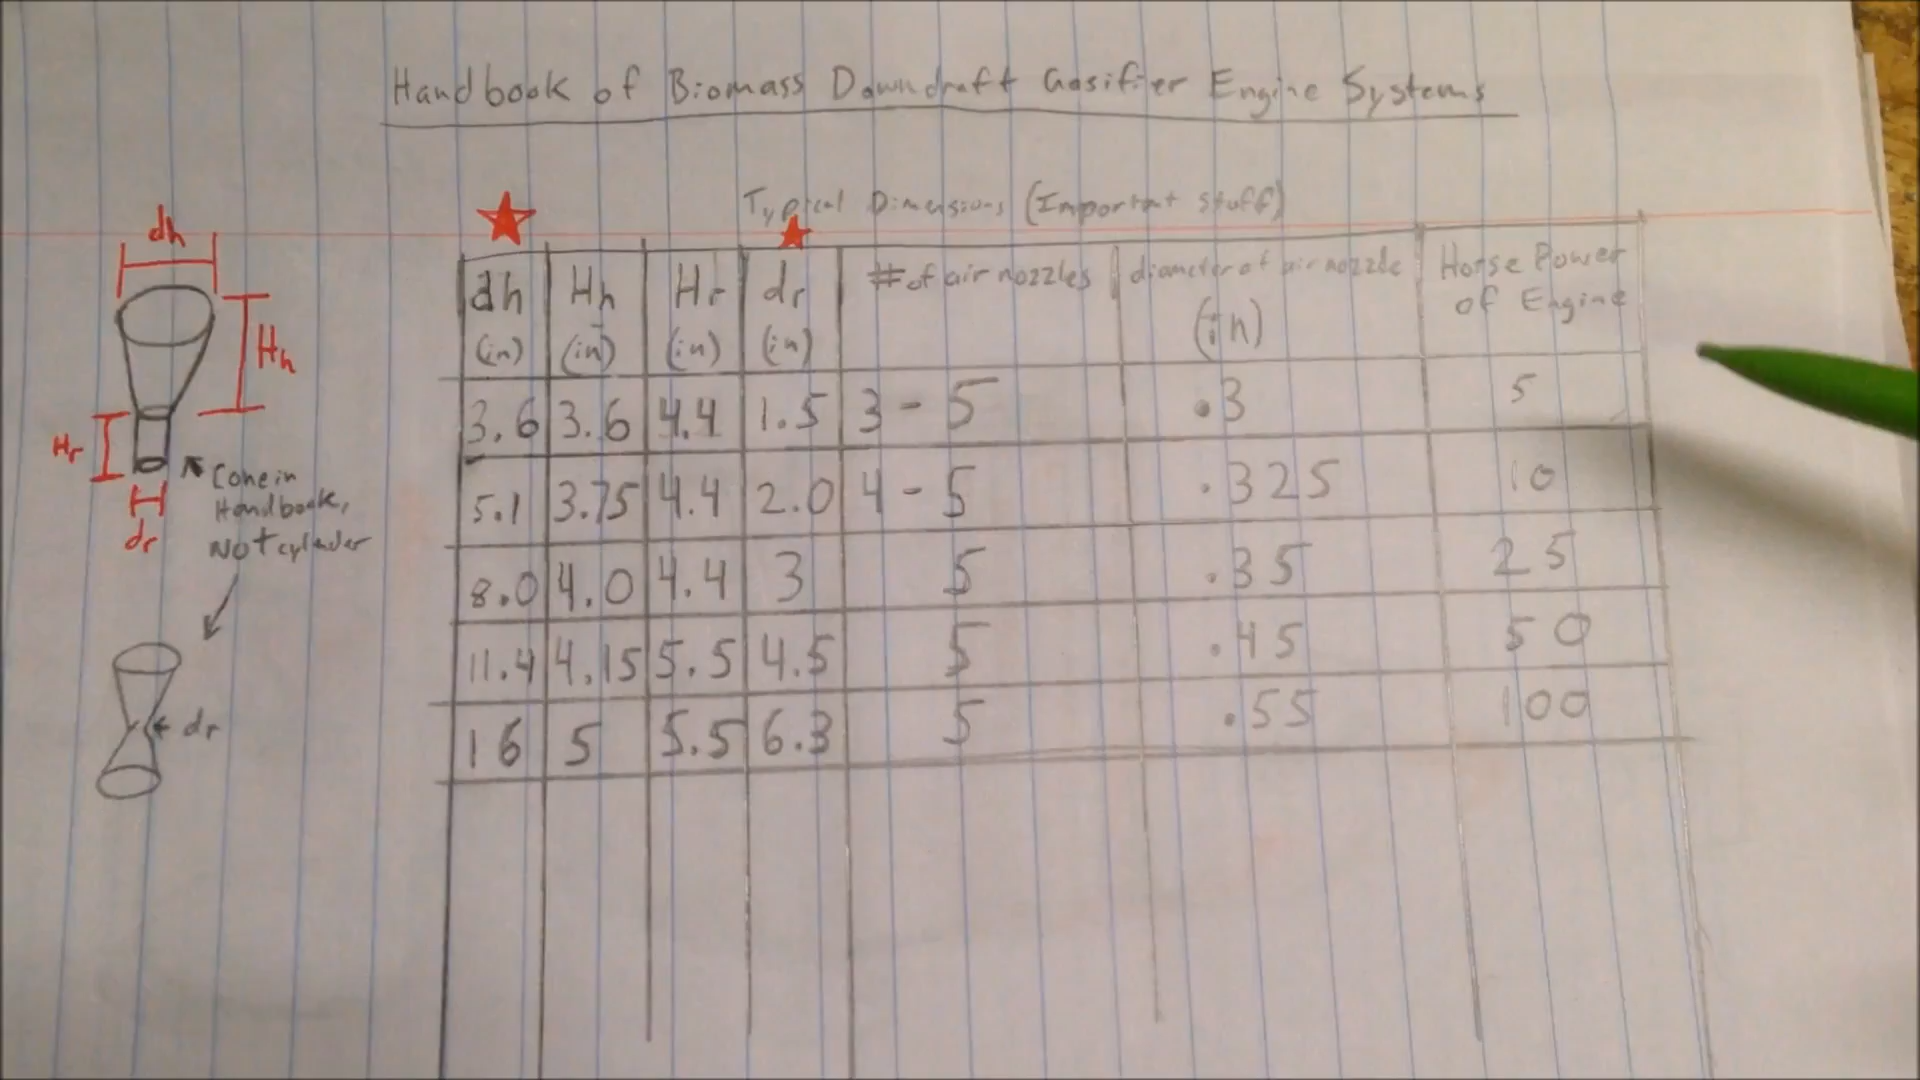 Handbook of Biomass Downdraft Gasifier Engine Systems
Typical Dimensions (Important stuff)
dh Hh Hr dr # of air nozzles diameter of air nozzle Horse Power
(in) (in) (in) (in) (in) of Engine
3.6 3.6 4.4 1.5 3 - 5 .3 5
5.1 3.75 4.4 2.0 4 - 5 .325 10
8.0 4.0 4.4 3 5 .35 25
11.4 4.15 5.5 4.5 5 .45 50
16 5 5.5 6.3 5 .55 100
dh
Hh
Hr
dr
Cone in
Handbook,
Not cylinder
dr